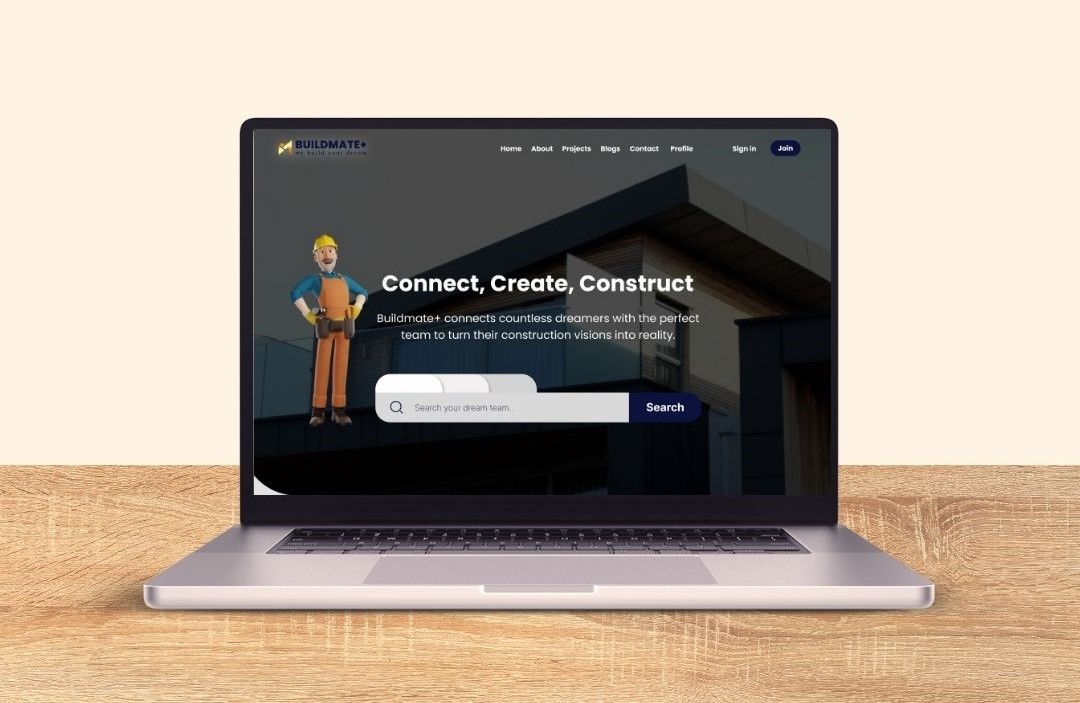 BUILDMATE+
we build your dream
Home About Projects Blogs Contact Profile Sign in Join
Connect, Create, Construct
Buildmate+ connects countless dreamers with the perfect
team to turn their construction visions into reality.
Search your dream team..
Search